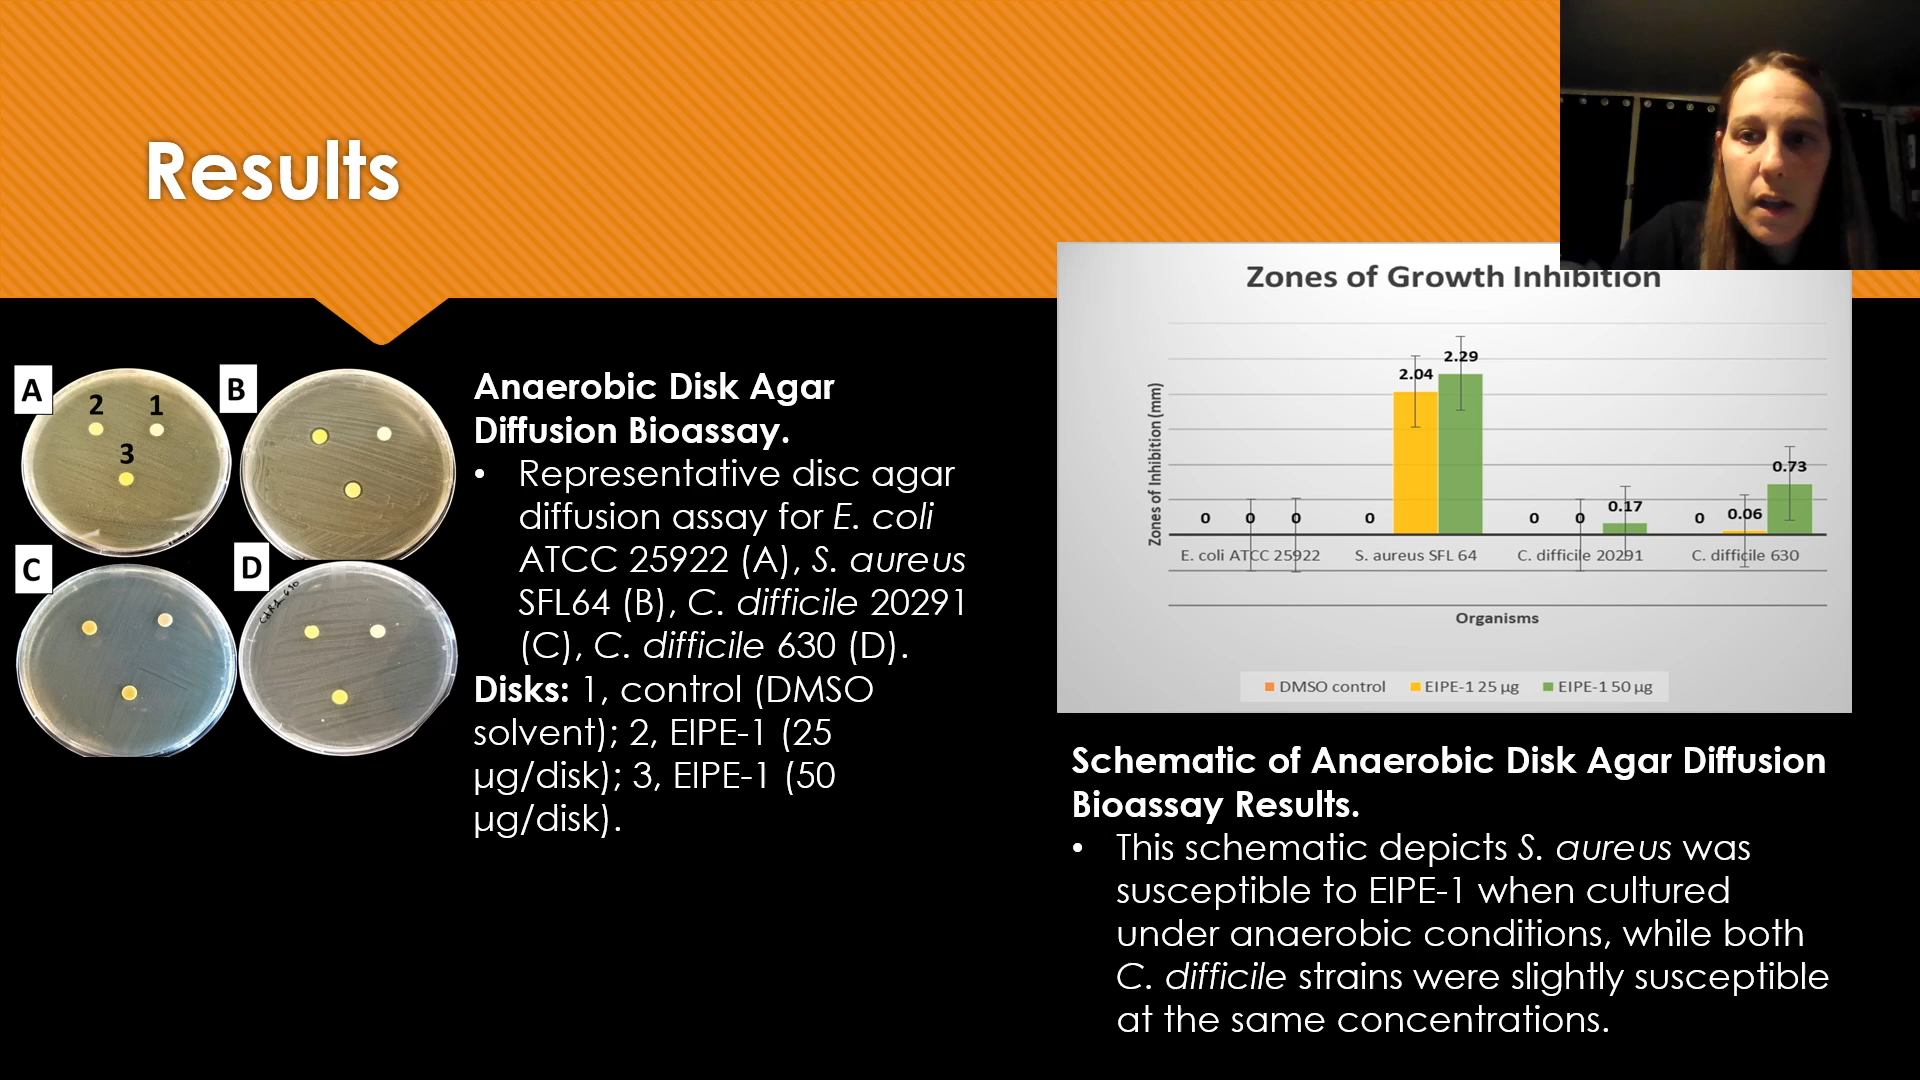 Results
A
2
1
3
B
C
D
Anaerobic Disk Agar
Diffusion Bioassay.
• Representative disc agar
diffusion assay for E. coli
ATCC 25922 (A), S. aureus
SFL64 (B), C. difficile 20291
(C), C. difficile 630 (D).
Disks: 1, control (DMSO
solvent); 2, EIPE-1 (25
µg/disk); 3, EIPE-1 (50
µg/disk).
Zones of Growth Inhibition
Zones of Inhibition (mm)
0 0 0
0 2.04 2.29
0 0 0.17
0 0.06 0.73
E. coli ATCC 25922
S. aureus SFL 64
C. difficile 20291
C. difficile 630
Organisms
DMSO control
EIPE-1 25 µg
EIPE-1 50 µg
Schematic of Anaerobic Disk Agar Diffusion
Bioassay Results.
• This schematic depicts S. aureus was
susceptible to EIPE-1 when cultured
under anaerobic conditions, while both
C. difficile strains were slightly susceptible
at the same concentrations.